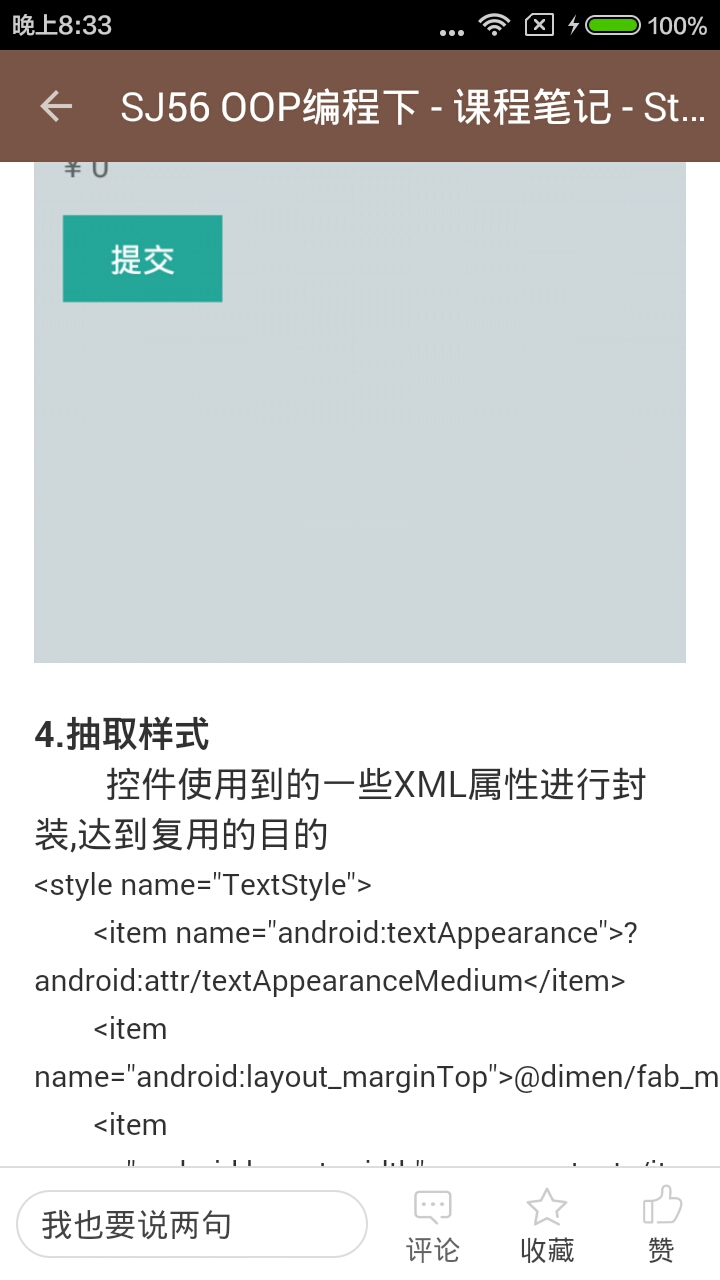 晚上8:33
100%
SJ56 OOP编程下 - 课程笔记 - St...
¥ 0
提交
4.抽取样式
控件使用到的一些XML属性进行封
装,达到复用的目的
<style name="TextStyle">
<item name="android:textAppearance">?
android:attr/textAppearanceMedium</item>
<item
name="android:layout_marginTop">@dimen/fab_m
<item
我也要说两句
评论
收藏
赞